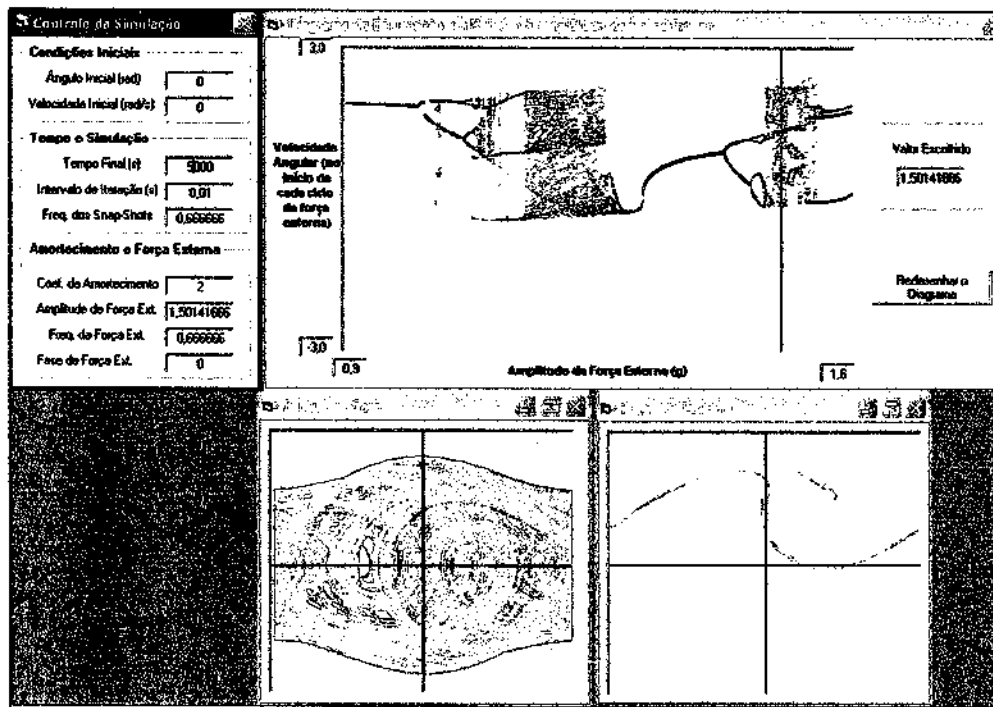 Controle da Simulação
Condições Iniciais
Ângulo Inicial (rad) 0
Velocidade Inicial (rad/s) 0
Tempo e Simulação
Tempo Final (s) 5000
Intervalo de Iteração (s) 0,01
Freq. dos Snap-Shots 0,666666
Amortecimento e Força Externa
Coef. de Amortecimento 2
Amplitude da Força Ext. 1,50141666
Freq. da Força Ext. 0,666666
Fase da Força Ext. 0
3,0
Velocidade
Angular (no
início de
cada ciclo
da força
externa)
-3,0
0,9
Amplitude da Força Externa (g)
1,6
Valor Escolhido
1,50141666
Redesenhar o
Diagrama